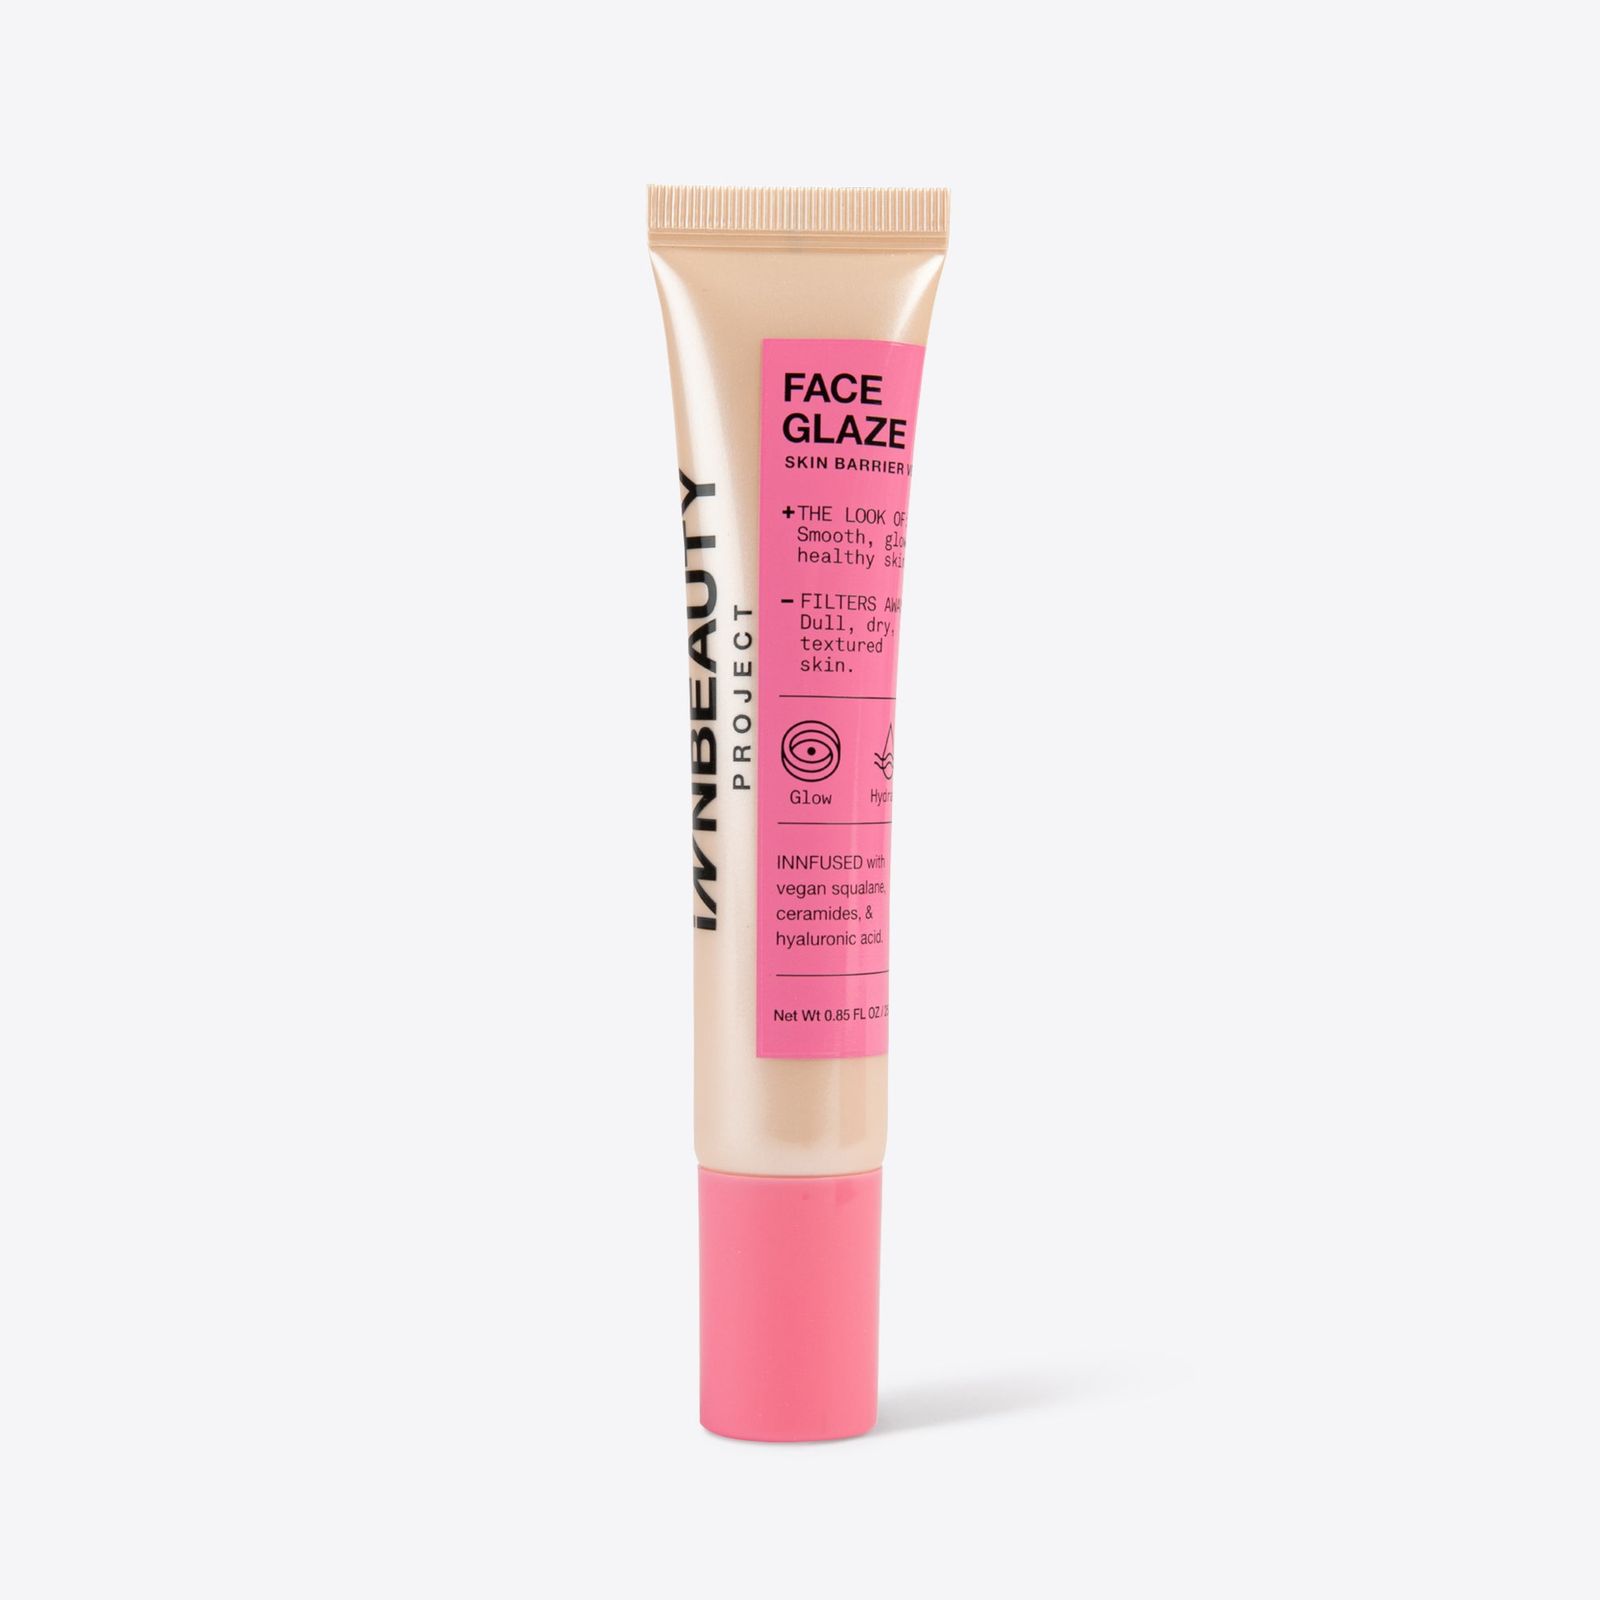 INNBEAUTY
PROJECT
FACE
GLAZE
SKIN BARRIER
+THE LOOK OF
Smooth,
healthy
-FILTERS
Dull, dry,
textured
skin.
Glow
INNFUSED with
vegan squalane,
ceramides, &
hyaluronic acid.
Net Wt 0.85 FL OZ /